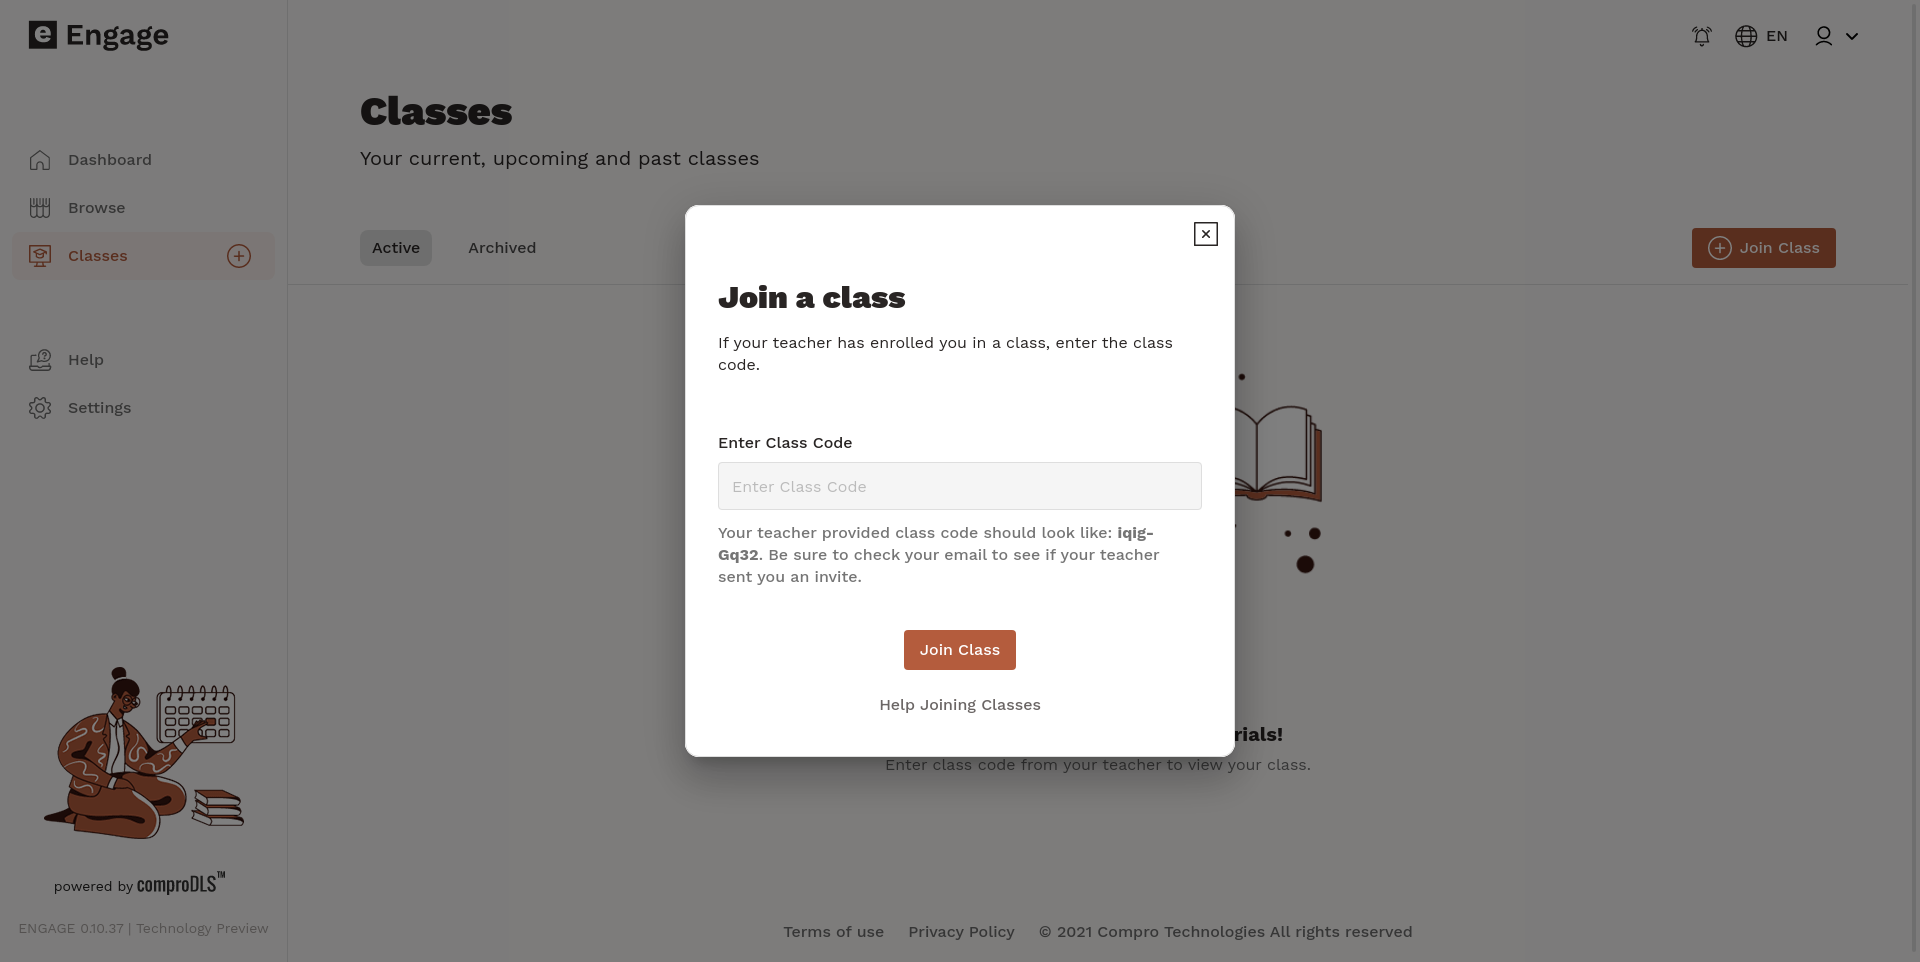 Engage
EN
Classes
Your current, upcoming and past classes
Dashboard
Browse
Classes
Help
Settings
Active
Archived
Join Class
Join a class
If your teacher has enrolled you in a class, enter the class
code.
Enter Class Code
Enter Class Code
Your teacher provided class code should look like: iqig-
Gq32. Be sure to check your email to see if your teacher
sent you an invite.
Join Class
Help Joining Classes
Enter class code from your teacher to view your class.
powered by comproDLS™
ENGAGE 0.10.37 | Technology Preview
Terms of use
Privacy Policy
© 2021 Compro Technologies All rights reserved